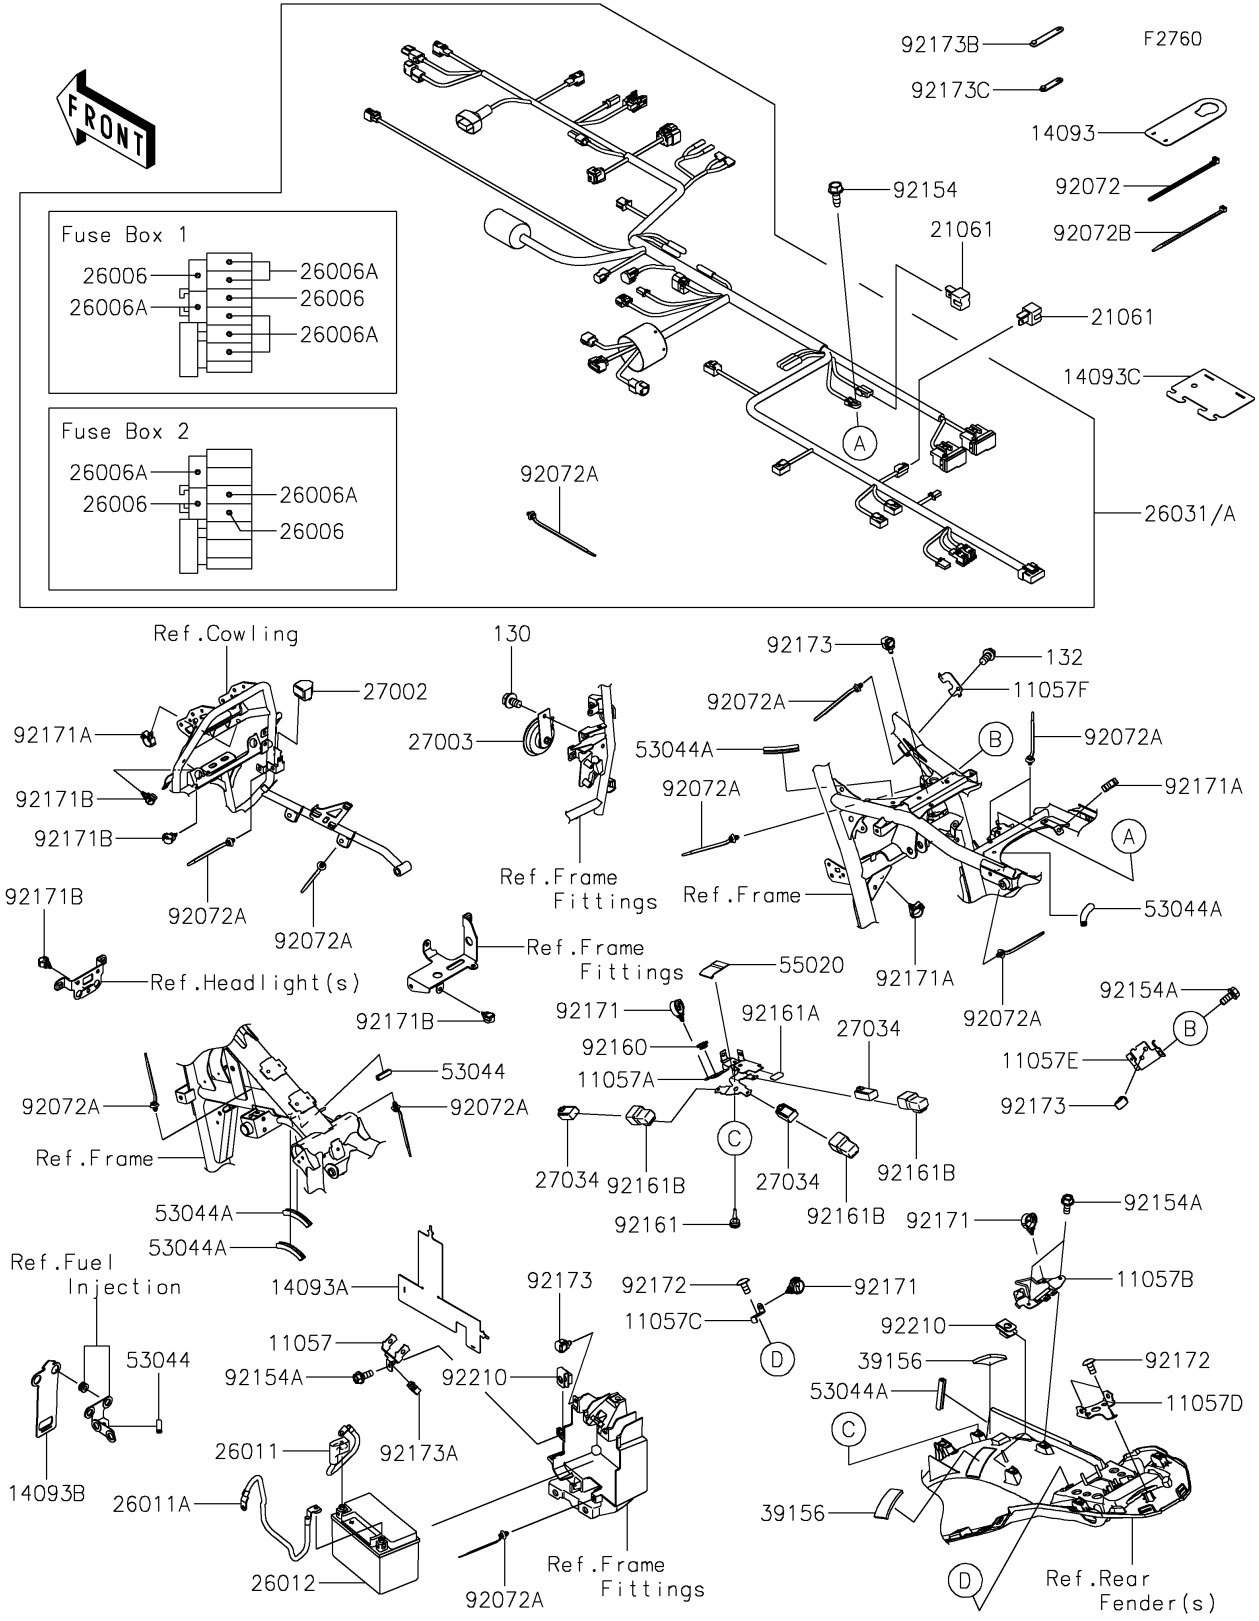 92173B
F2760
92173C
14093
FRONT
92072
92154
21061
92072B
Fuse Box 1
26006
26006A
26006A
26006
26006A
21061
14093C
Fuse Box 2
26006A
26006
26006A
26006
92072A
26031/A
Ref.Cowling
130
92173
132
27002
92072A
11057F
92171A
27003
53044A
B
92072A
92171B
92072A
92171A
92171B
A
A
92072A
92072A
Ref.Frame
Fittings
Ref.Frame
53044A
92171B
Ref.Headlight(s)
Ref.Frame
Fittings
92171B
55020
92171A
92072A
92154A
B
92171
92161A
27034
92160
11057A
11057E
92173
53044
92072A
92072A
Ref.Frame
C
27034
92161B
27034
92161B
92161B
92161
53044A
53044A
92171
92154A
Ref.Fuel
Injection
14093A
92173
92172
92171
11057B
11057
11057C
D
92210
53044
92154A
92210
39156
92172
53044A
11057D
C
26011
92173A
14093B
26011A
39156
26012
92072A
Ref.Frame
Fittings
D
Ref.Rear
Fender(s)